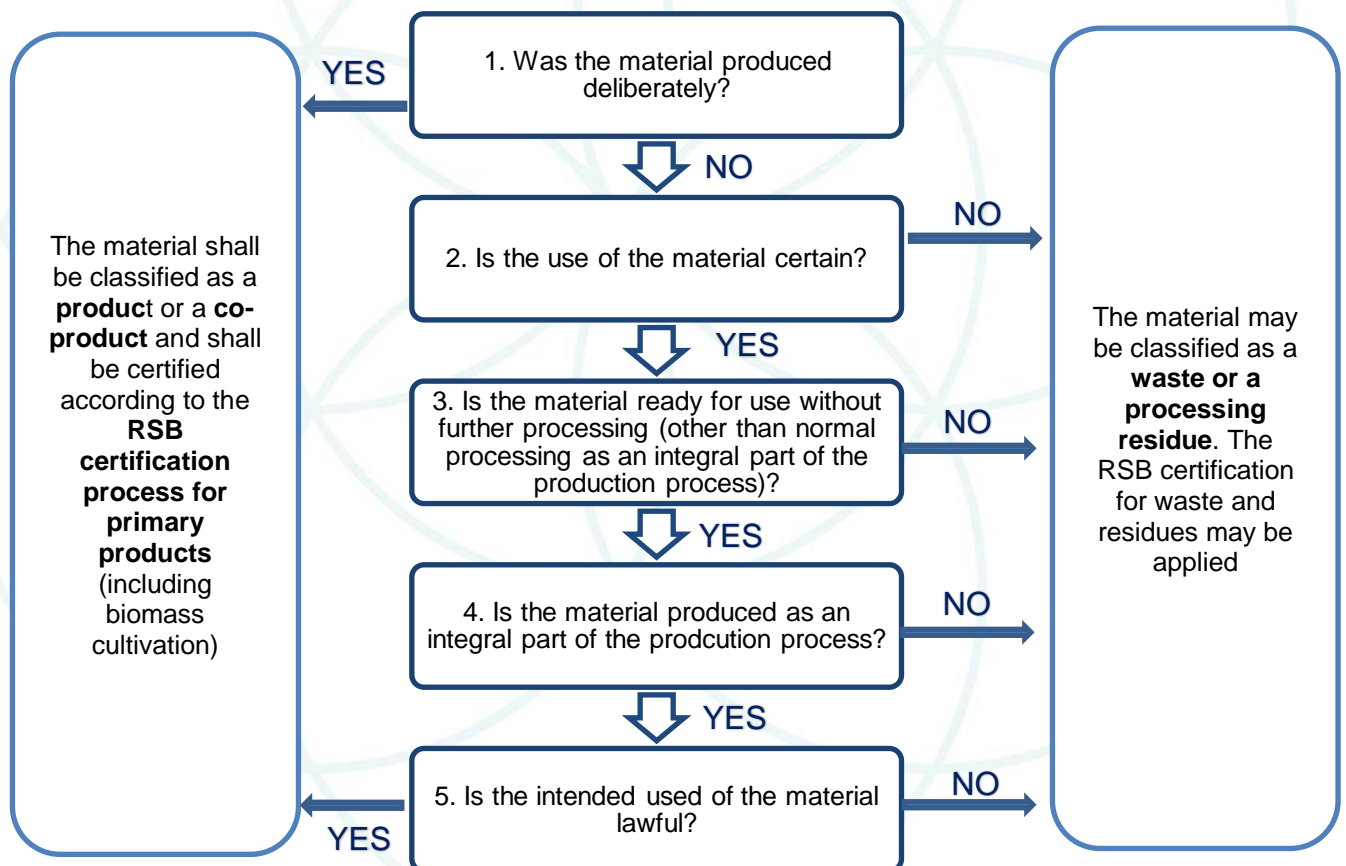 1. Was the material produced
deliberately?
YES
NO
2. Is the use of the material certain?
NO
YES
3. Is the material ready for use without
further processing (other than normal
processing as an integral part of the
production process)?
NO
YES
4. Is the material produced as an
integral part of the prodcution process?
NO
YES
5. Is the intended used of the material
lawful?
NO
YES
The material shall
be classified as a
product or a co-
product and shall
be certified
according to the
RSB
certification
process for
primary
products
(including
biomass
cultivation)
The material may
be classified as a
waste or a
processing
residue. The
RSB certification
for waste and
residues may be
applied